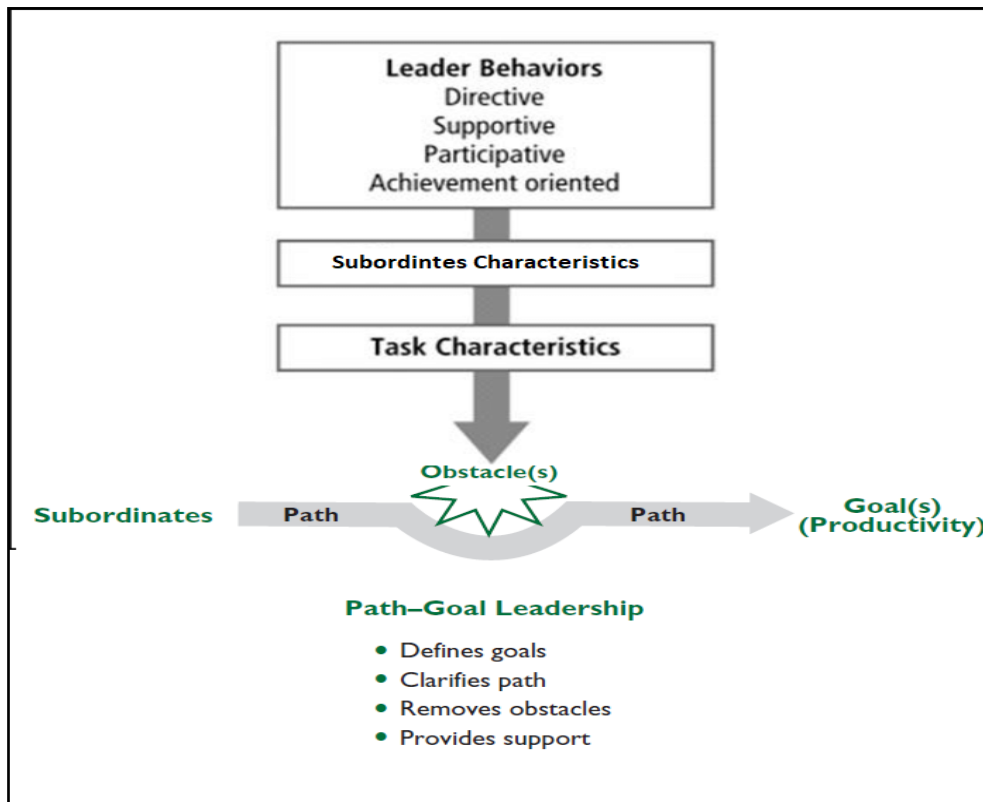 Leader Behaviors
Directive
Supportive
Participative
Achievement oriented
Subordintes Characteristics
Task Characteristics
Obstacle(s)
Subordinates
Path
Path
Goal(s)
(Productivity)
Path–Goal Leadership
• Defines goals
• Clarifies path
• Removes obstacles
• Provides support